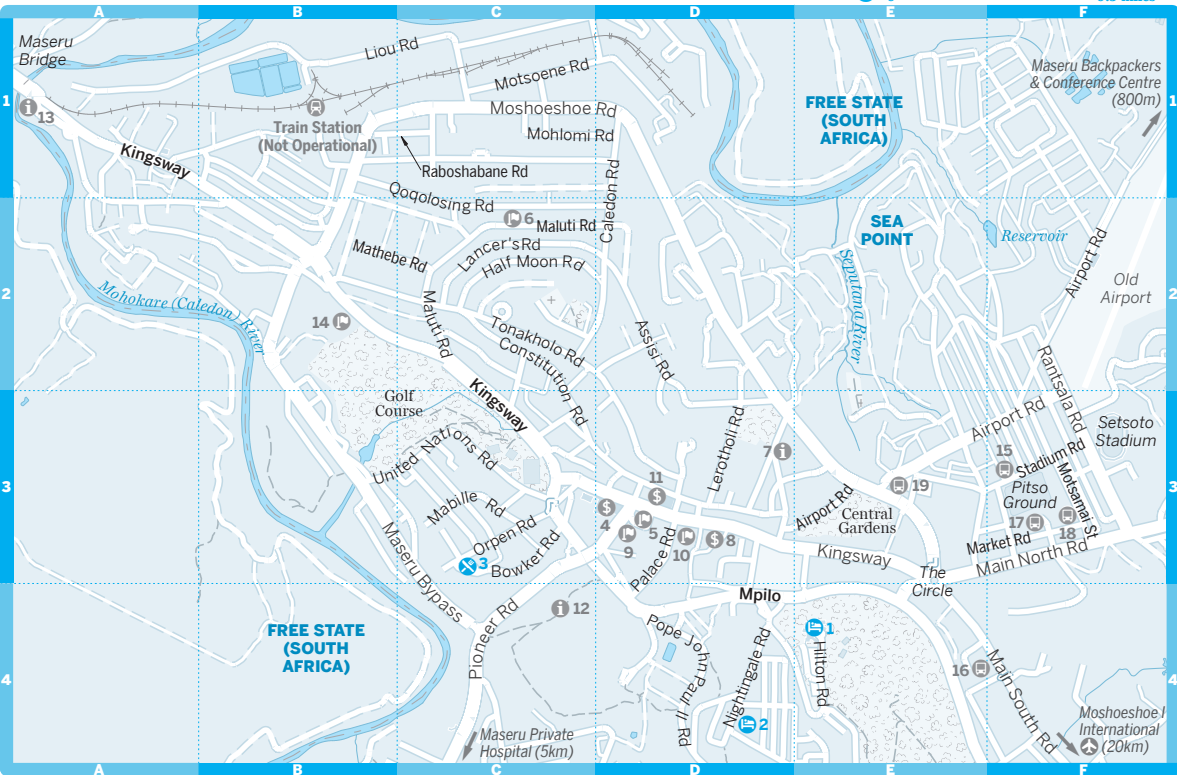 A
B
C
D
E
F
Maseru
Bridge
Liou Rd
Motsoene Rd
Maseru Backpackers
& Conference Centre
(800m)
1
1
13
Train Station
(Not Operational)
Moshoeshoe Rd
Mohlomi Rd
FREE STATE
(SOUTH
AFRICA)
Kingsway
Raboshabane Rd
Caledon Rd
Qoqolosing Rd
6
Maluti Rd
SEA
POINT
Reservoir
Lancer's Rd
Half Moon Rd
Mathebe Rd
Airport Rd
Old
Airport
2
2
Mohokare (Caledon) River
Seputana River
14
Maluti Rd
Tonakholo Rd
Constitution Rd
Assisi Rd
Rantsala Rd
Kingsway
Golf
Course
Airport Rd
Setsoto
Stadium
United Nations Rd
Lerotholi Rd
7
15
Stadium Rd
3
3
11
19
Pitso
Ground
Motsamai St
Mabille Rd
Airport Rd
Central
Gardens
4
5
17
18
Orpen Rd
9
10
8
Market Rd
Main North Rd
3
Bowker Rd
Palace Rd
Kingsway
The
Circle
Maseru Bypass
Mpilo
12
Pioneer Rd
FREE STATE
(SOUTH
AFRICA)
Pope John Paul II Rd
1
Nightingale Rd
Hilton Rd
16
Main South Rd
4
4
2
Maseru Private
Hospital (5km)
Moshoeshoe I
International
(20km)
A
B
C
D
E
F